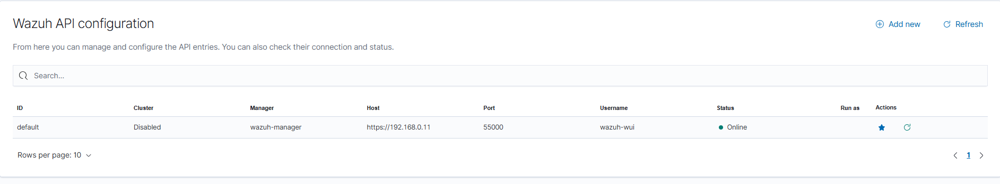 Wazuh API configuration
Add new
Refresh
From here you can manage and configure the API entries. You can also check their connection and status.
Search...
ID Cluster Manager Host Port Username Status Run as Actions
default Disabled wazuh-manager https://192.168.0.11 55000 wazuh-wui Online
Rows per page: 10
1